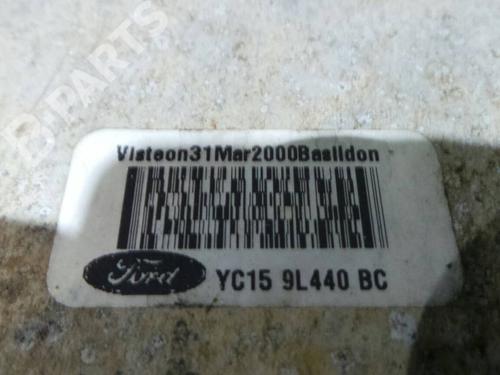 B-PARTS
Visteon31Mar2000Basildon
Ford YC15 9L440 BC